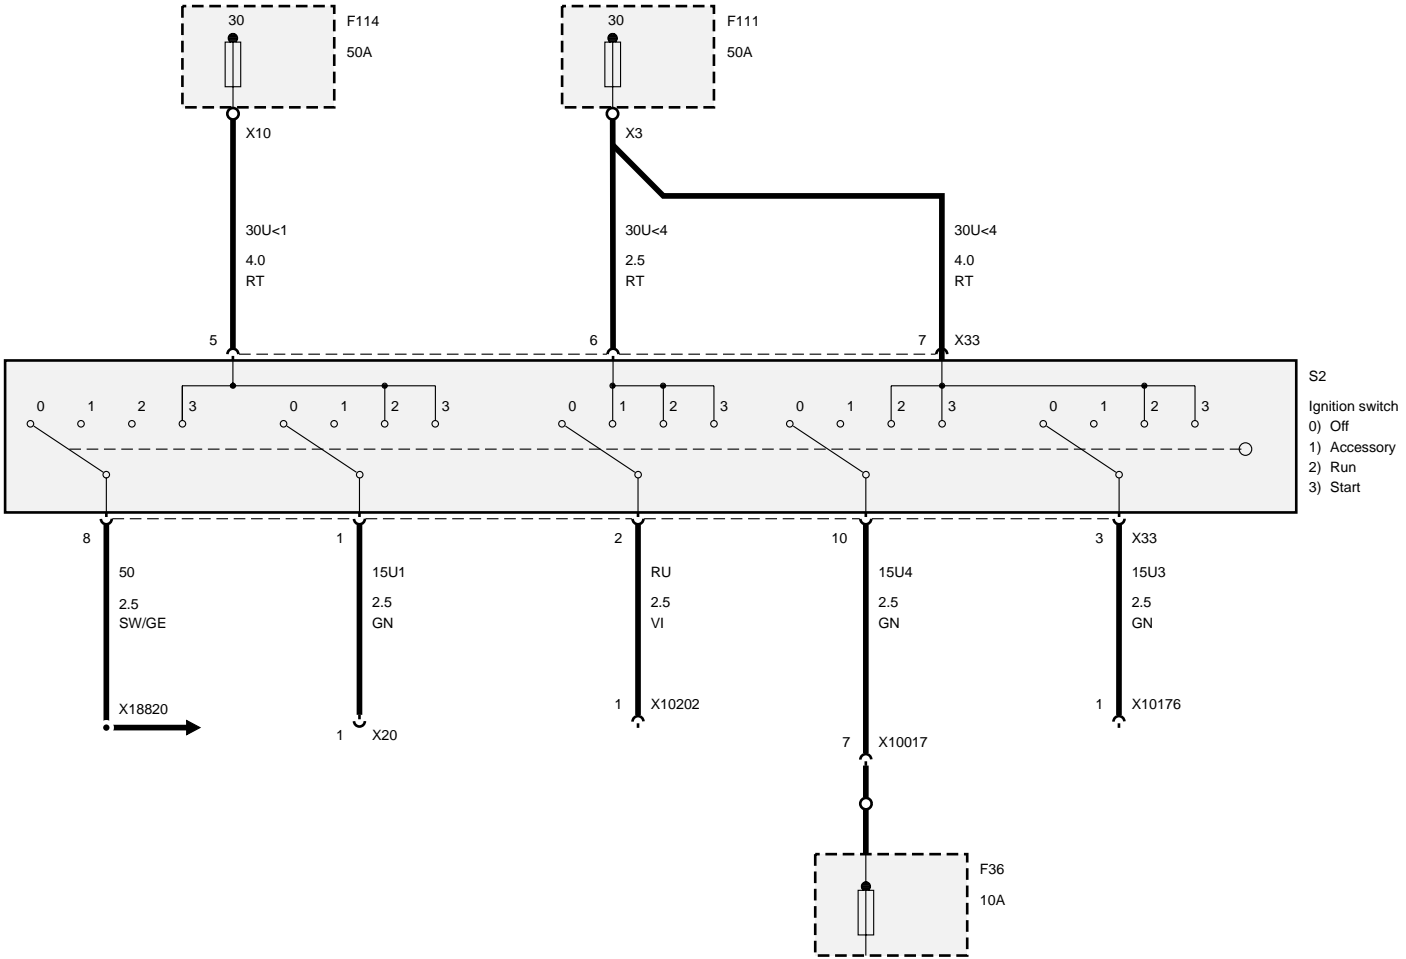 30
F114
50A
30
F111
50A
X10
X3
30U<1
4.0
RT
30U<4
2.5
RT
30U<4
4.0
RT
5
6
7
X33
0
1
2
3
0
1
2
3
0
1
2
3
0
1
2
3
0
1
2
3
S2
Ignition switch
0) Off
1) Accessory
2) Run
3) Start
8
1
2
10
3
X33
50
2.5
SW/GE
15U1
2.5
GN
RU
2.5
VI
15U4
2.5
GN
15U3
2.5
GN
X18820
1
X20
1
X10202
7
X10017
1
X10176
F36
10A